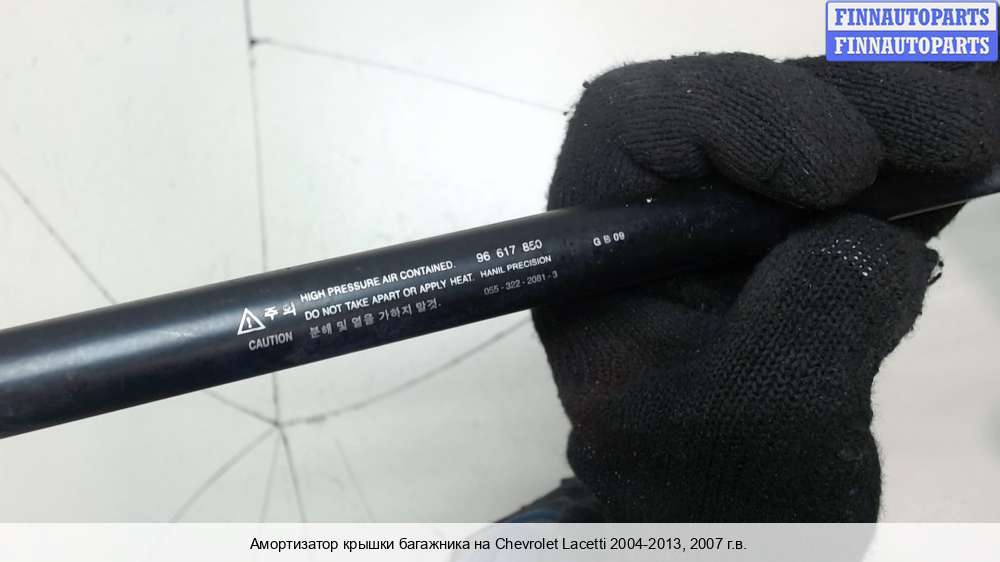 FINNAUTOPARTS
FINNAUTOPARTS
HIGH PRESSURE AIR CONTAINED. 96 617 850
G B 09
주 의 DO NOT TAKE APART OR APPLY HEAT. HANIL PRECISION
CAUTION 분해 및 열을 가하지 말것. 055-322-2081-3
Амортизатор крышки багажника на Chevrolet Lacetti 2004-2013, 2007 г.в.